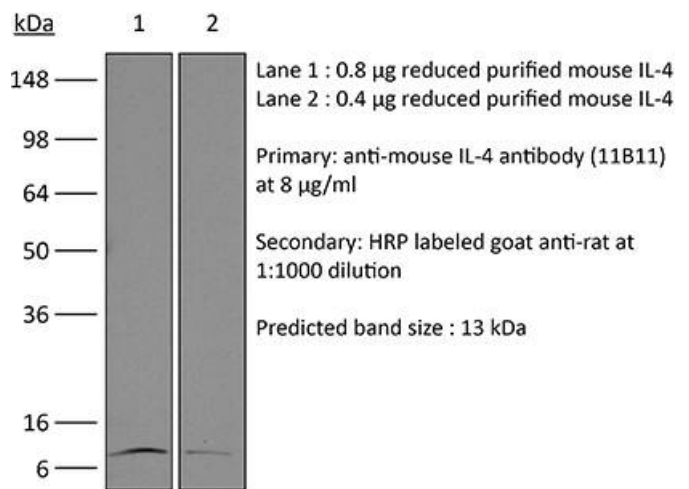 kDa 1 2
148
98
64
50
36
16
6
Lane 1 : 0.8 µg reduced purified mouse IL-4
Lane 2 : 0.4 µg reduced purified mouse IL-4
Primary: anti-mouse IL-4 antibody (11B11)
at 8 µg/ml
Secondary: HRP labeled goat anti-rat at
1:1000 dilution
Predicted band size : 13 kDa